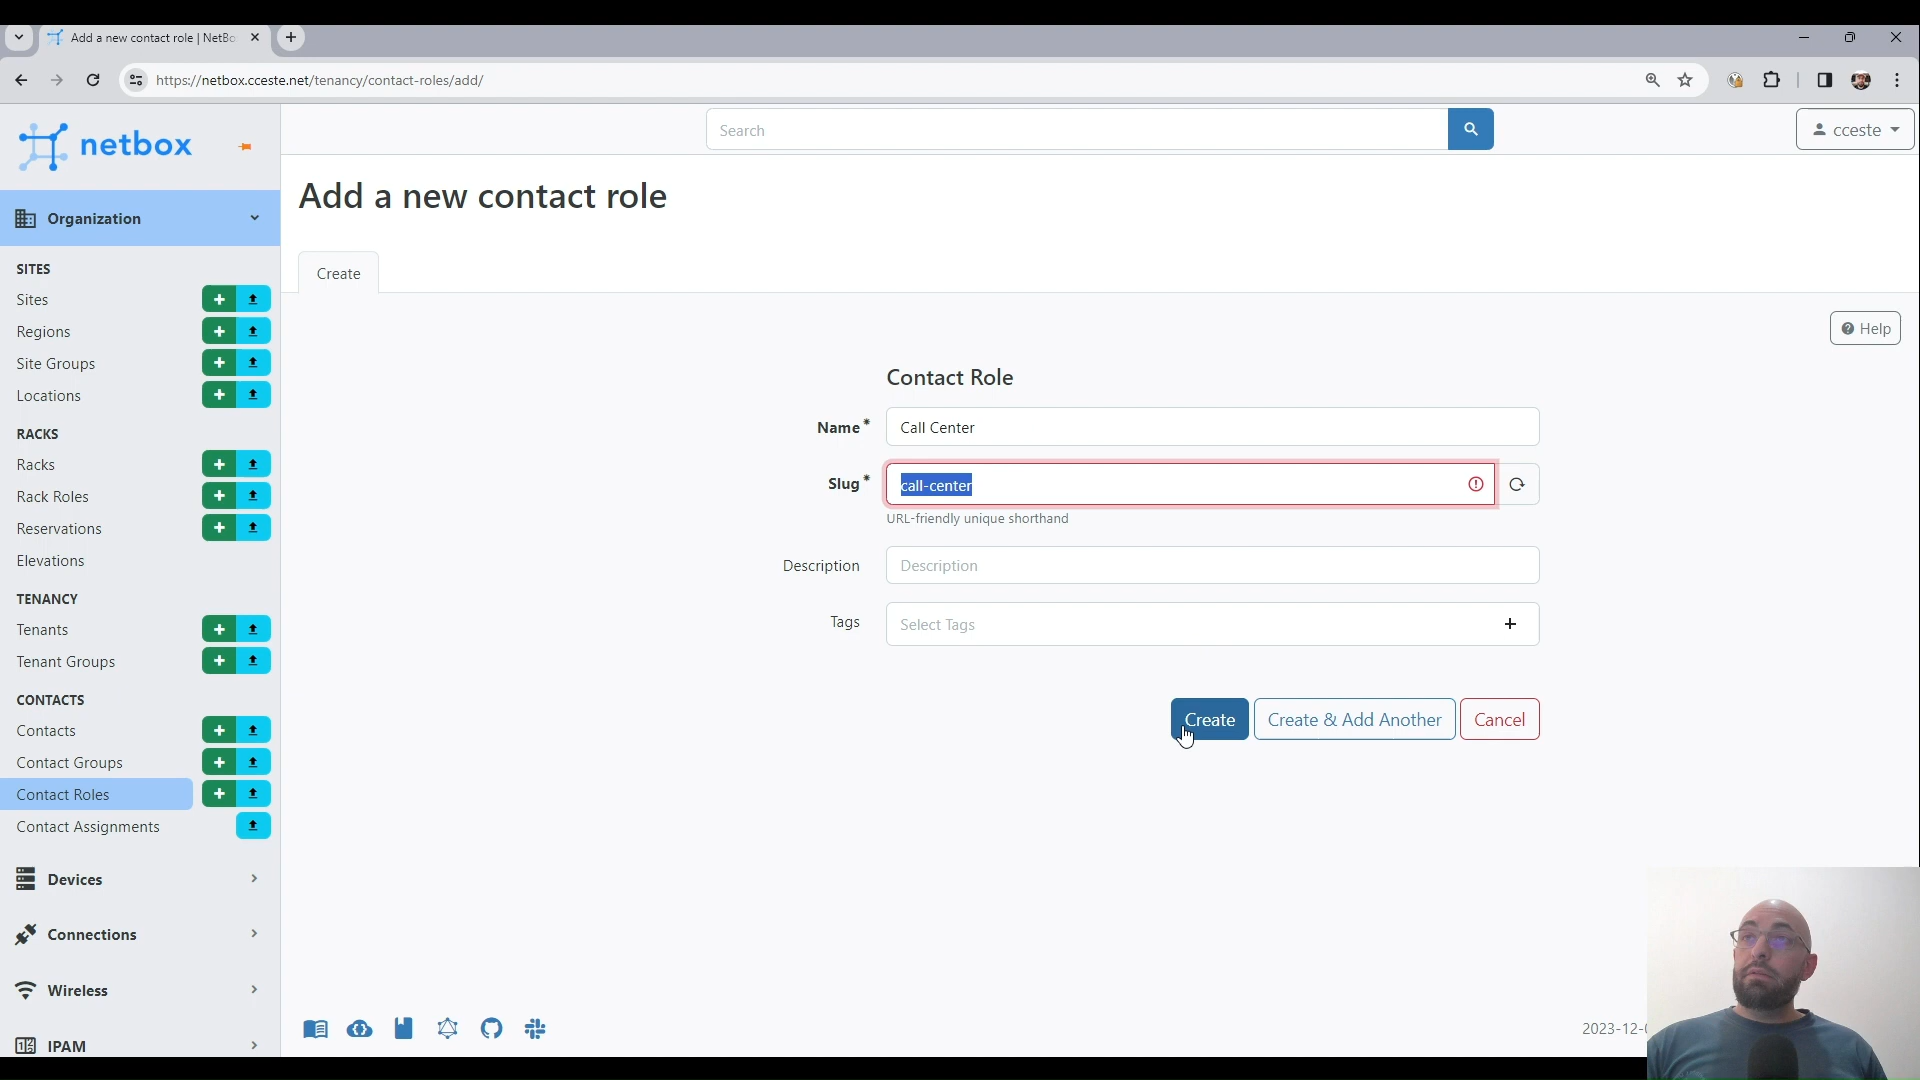 Add a new contact role | NetBo
https://netbox.cceste.net/tenancy/contact-roles/add/
netbox
Search
cceste
Add a new contact role
Organization
Create
SITES
Sites
Regions
Site Groups
Locations
RACKS
Racks
Rack Roles
Reservations
Elevations
TENANCY
Tenants
Tenant Groups
CONTACTS
Contacts
Contact Groups
Contact Roles
Contact Assignments
Devices
Connections
Wireless
IPAM
Help
Contact Role
Name* Call Center
Slug* call-center
URL-friendly unique shorthand
Description Description
Tags Select Tags
Create Create & Add Another Cancel
2023-12-